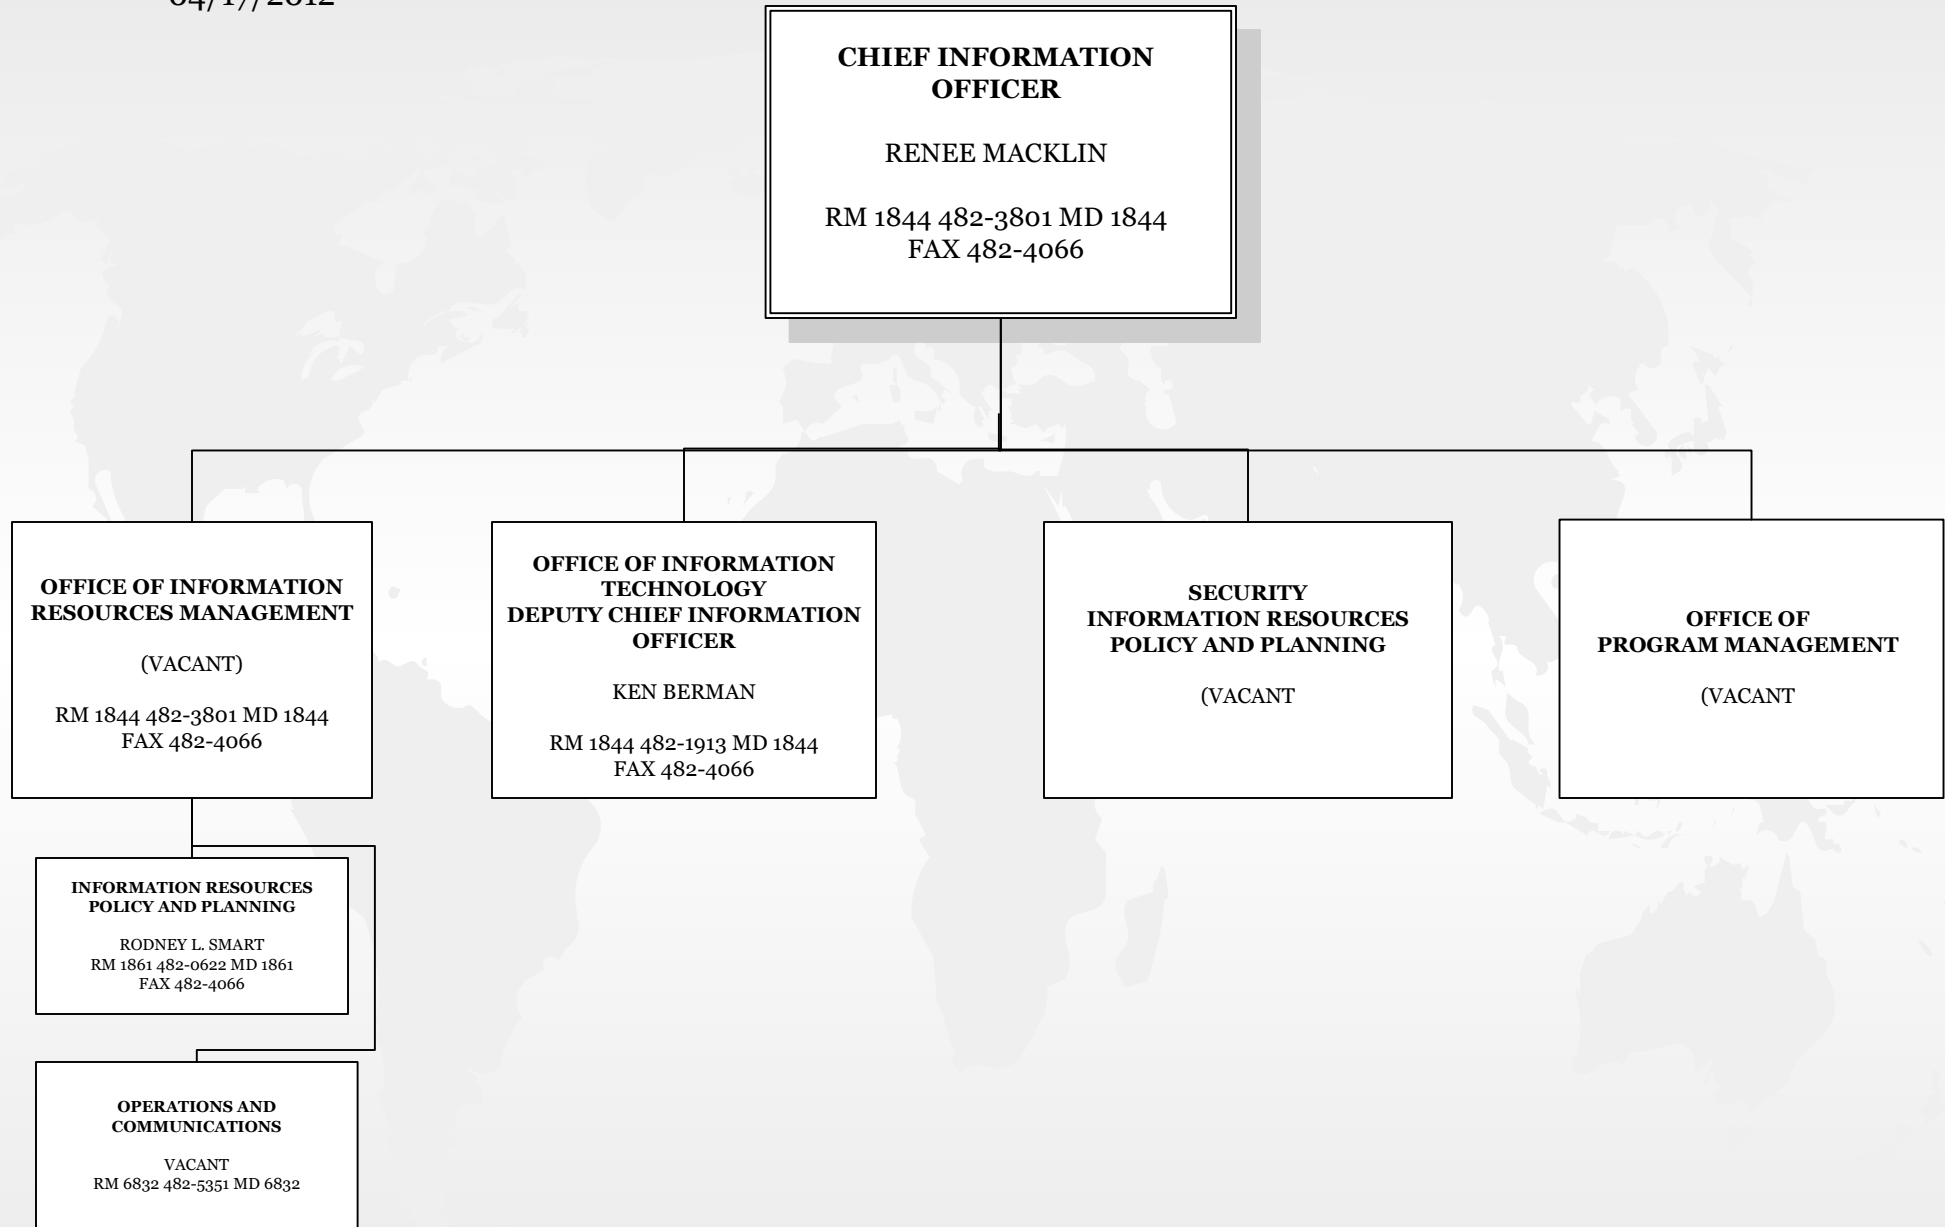 04/17/2012
CHIEF INFORMATION
OFFICER
RENEE MACKLIN
RM 1844 482-3801 MD 1844
FAX 482-4066
OFFICE OF INFORMATION
RESOURCES MANAGEMENT
(VACANT)
RM 1844 482-3801 MD 1844
FAX 482-4066
OFFICE OF INFORMATION
TECHNOLOGY
DEPUTY CHIEF INFORMATION
OFFICER
KEN BERMAN
RM 1844 482-1913 MD 1844
FAX 482-4066
SECURITY
INFORMATION RESOURCES
POLICY AND PLANNING
(VACANT
OFFICE OF
PROGRAM MANAGEMENT
(VACANT
INFORMATION RESOURCES
POLICY AND PLANNING
RODNEY L. SMART
RM 1861 482-0622 MD 1861
FAX 482-4066
OPERATIONS AND
COMMUNICATIONS
VACANT
RM 6832 482-5351 MD 6832